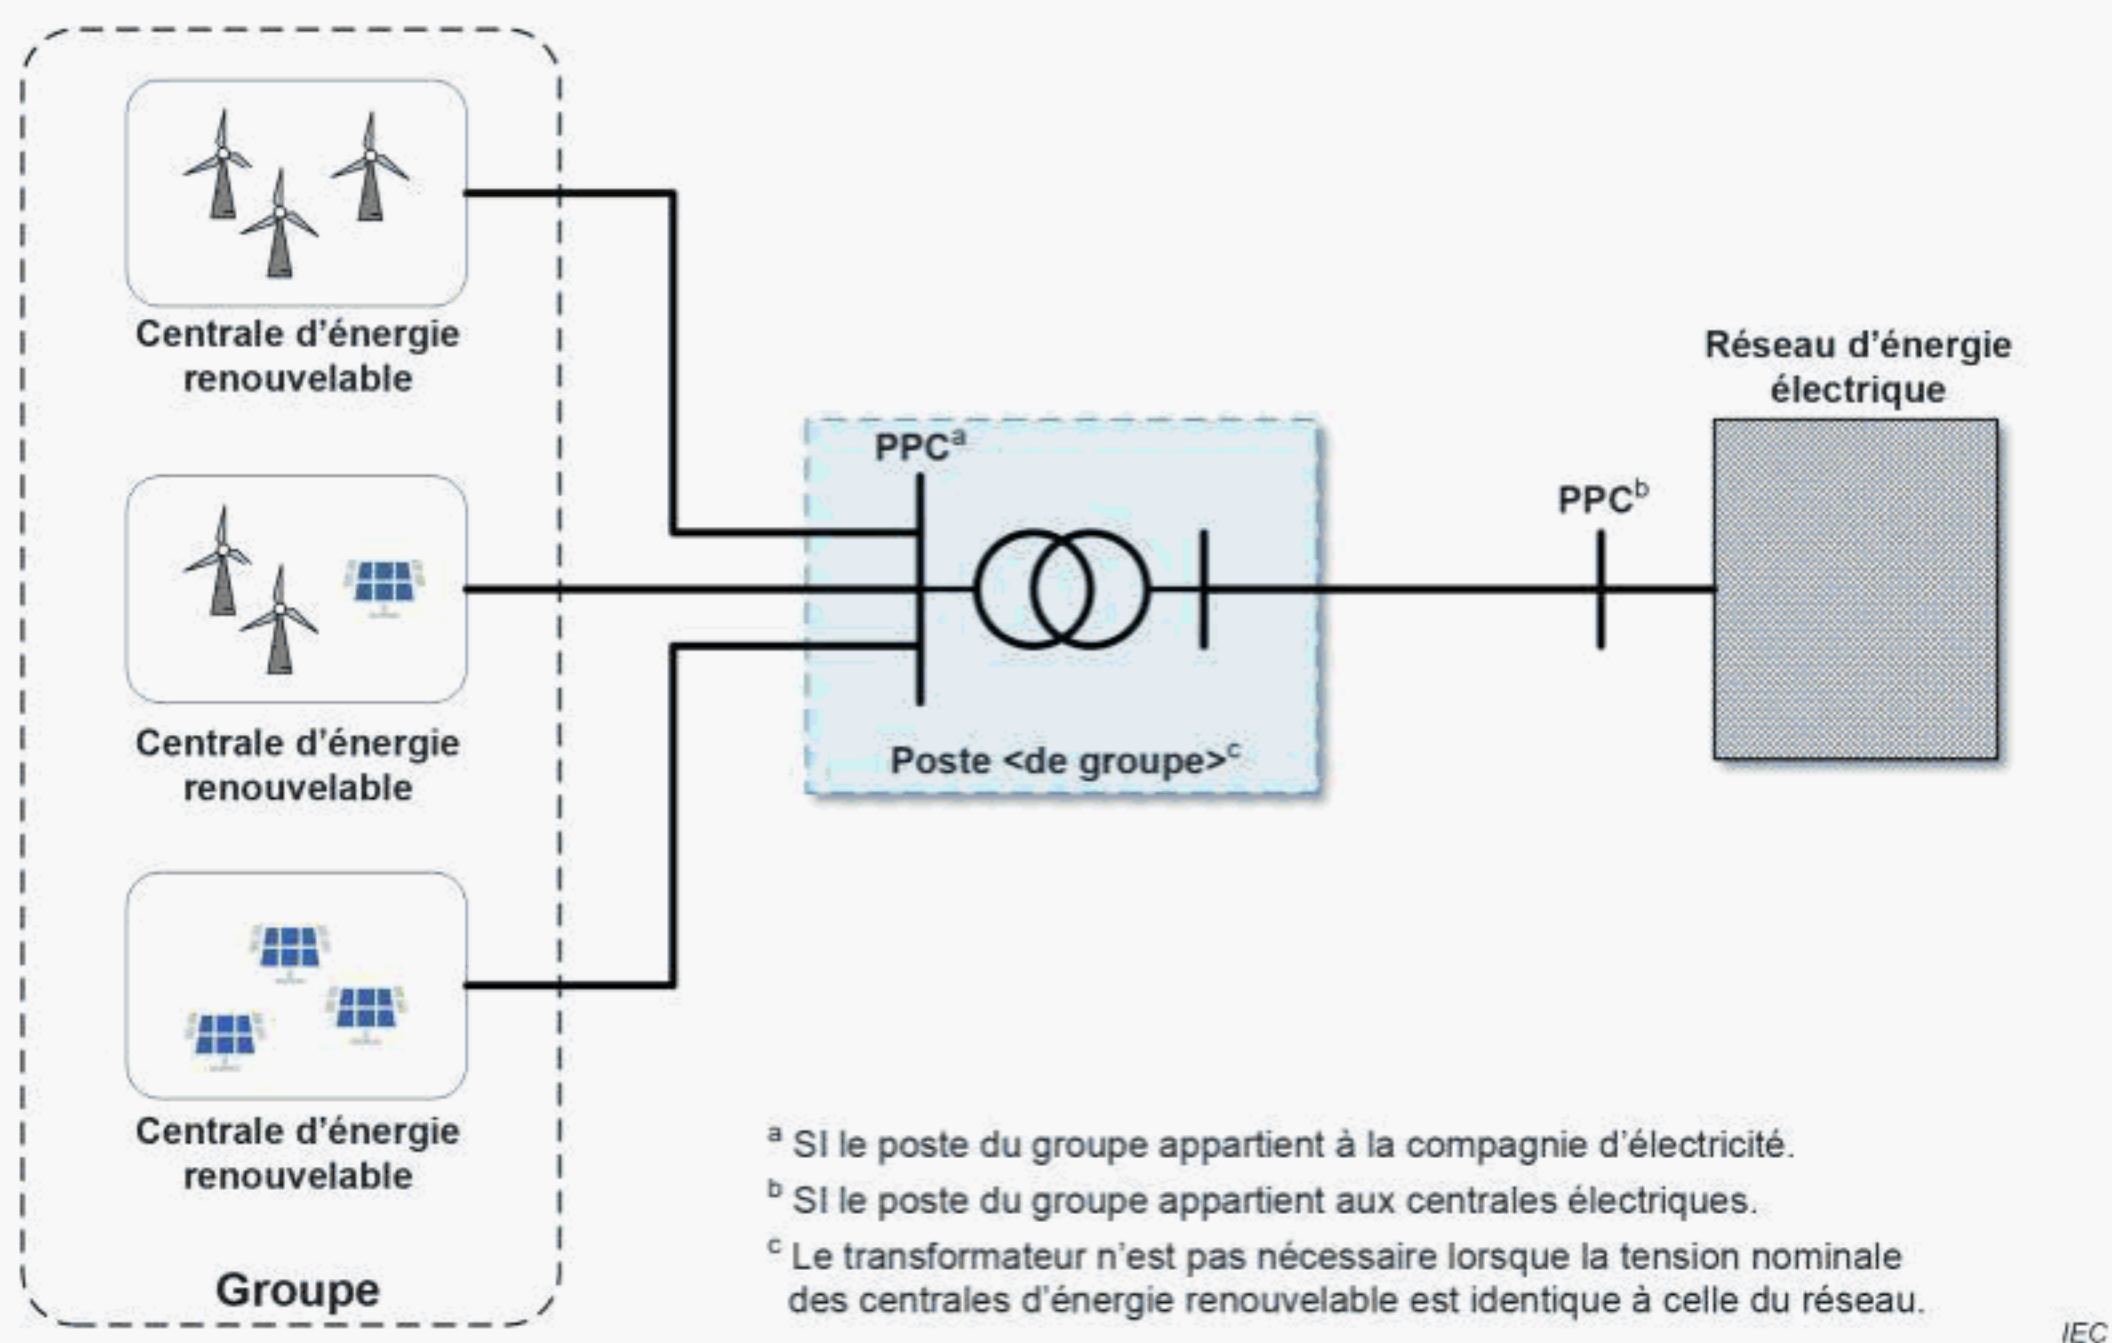 Centrale d'énergie
renouvelable
Centrale d'énergie
renouvelable
Centrale d'énergie
renouvelable
Groupe
PPCᵃ
Poste <de groupe>ᶜ
PPCᵇ
Réseau d'énergie
électrique
ᵃ SI le poste du groupe appartient à la compagnie d'électricité.
ᵇ SI le poste du groupe appartient aux centrales électriques.
ᶜ Le transformateur n'est pas nécessaire lorsque la tension nominale
des centrales d'énergie renouvelable est identique à celle du réseau.
IEC